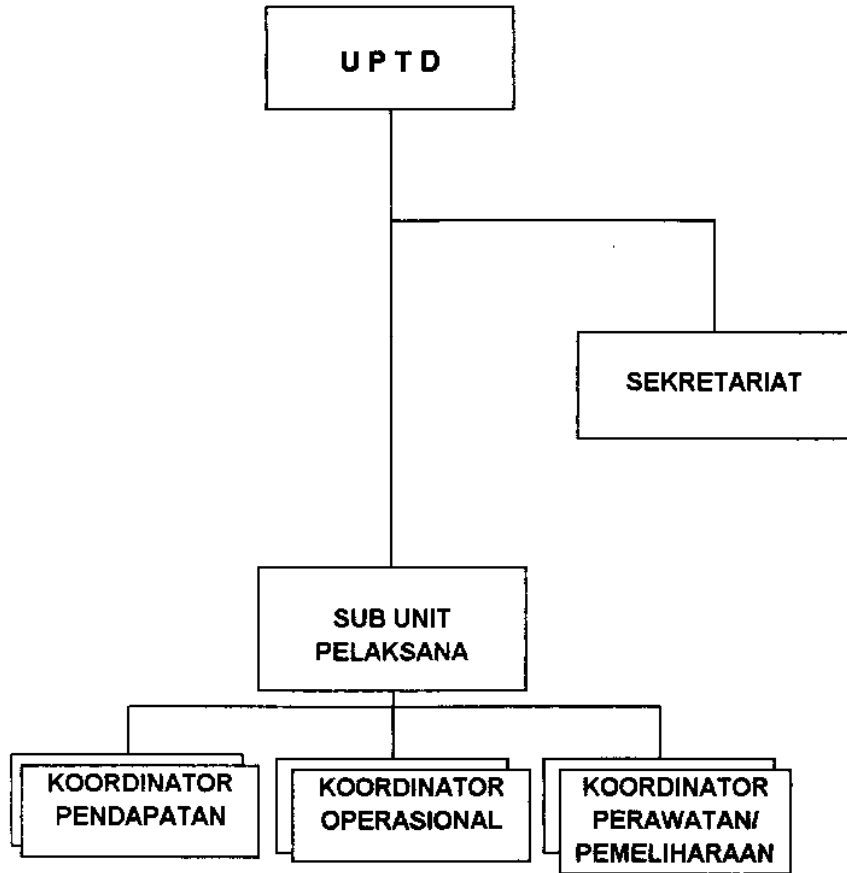 U P T D
SEKRETARIAT
SUB UNIT
PELAKSANA
KOORDINATOR
PENDAPATAN
KOORDINATOR
OPERASIONAL
KOORDINATOR
PERAWATAN/
PEMELIHARAAN